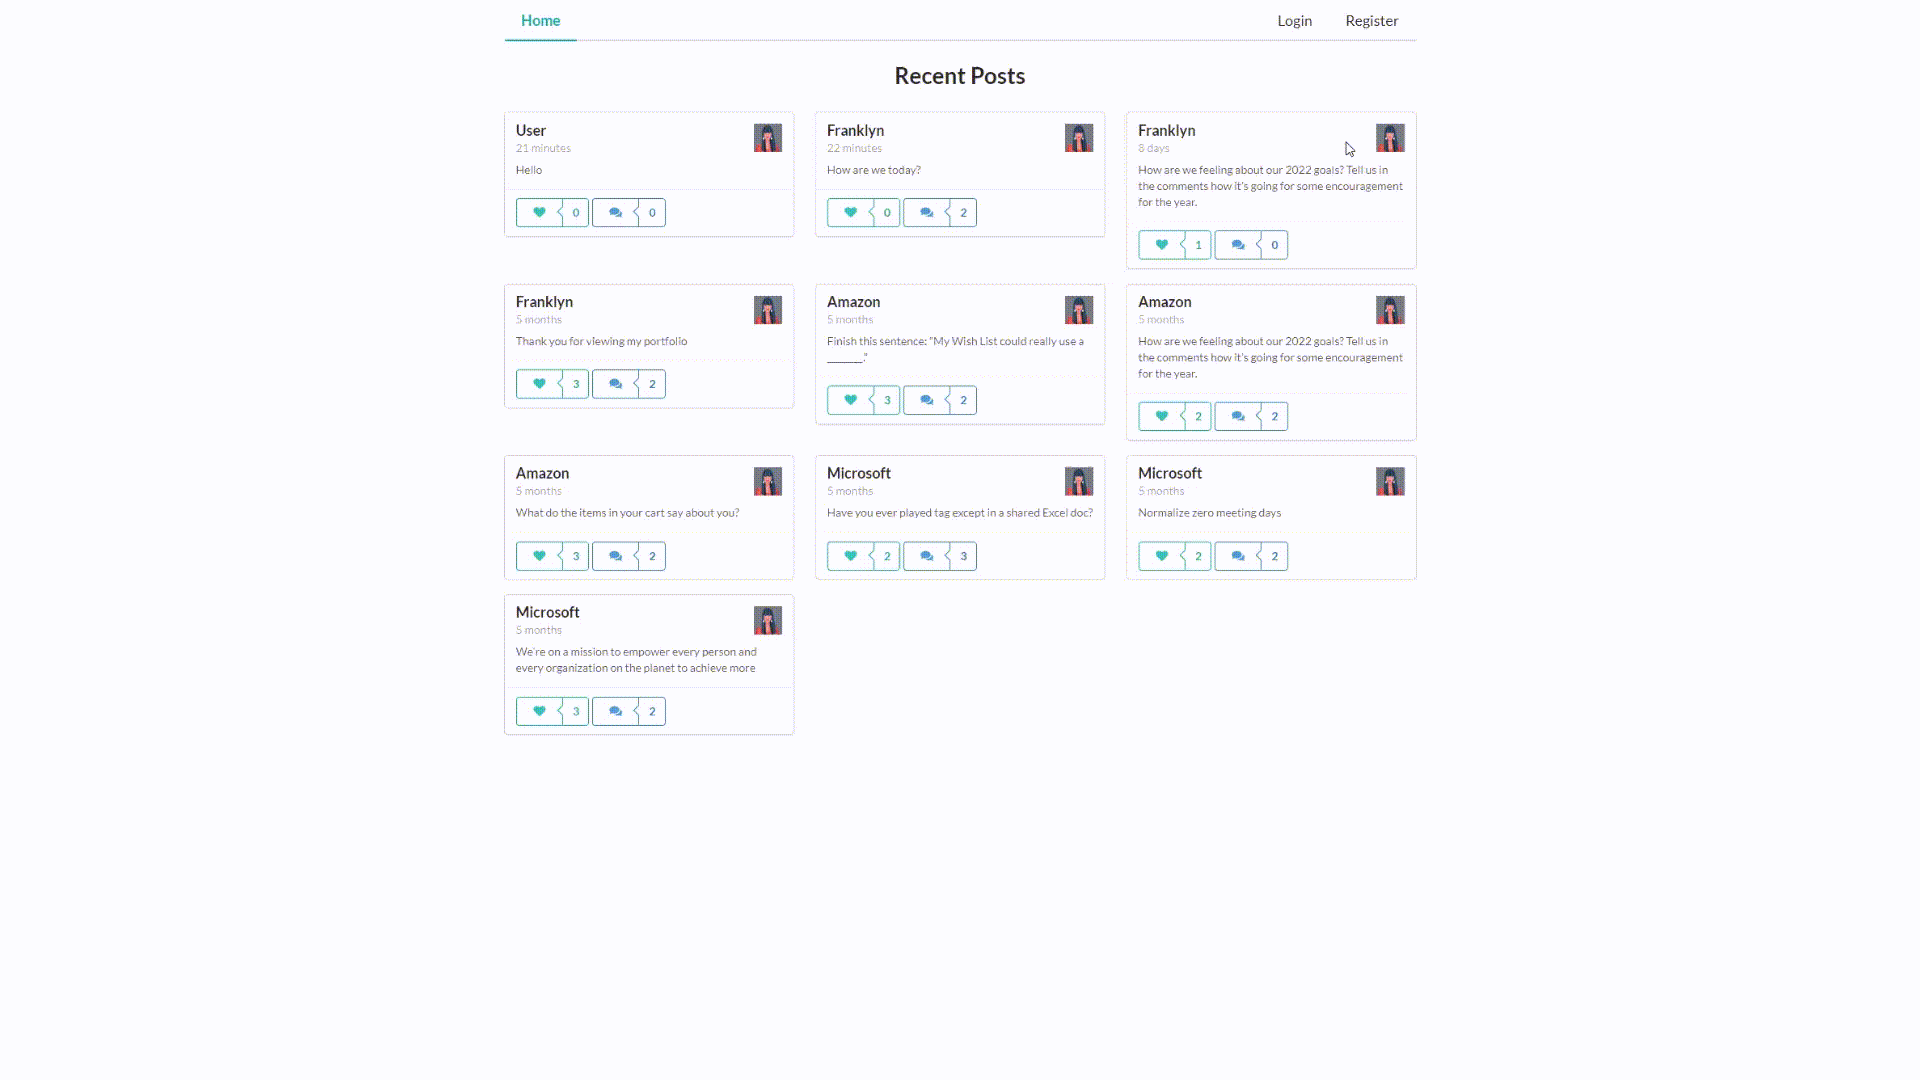 Home
Login
Register
Recent Posts
User
21 minutes
Hello
0
0
Franklyn
22 minutes
How are we today?
0
2
Franklyn
8 days
How are we feeling about our 2022 goals? Tell us in
the comments how it's going for some encouragement
for the year.
1
0
Franklyn
5 months
Thank you for viewing my portfolio
3
2
Amazon
5 months
Finish this sentence: "My Wish List could really use a
________."
3
2
Amazon
5 months
How are we feeling about our 2022 goals? Tell us in
the comments how it's going for some encouragement
for the year.
2
2
Amazon
5 months
What do the items in your cart say about you?
3
2
Microsoft
5 months
Have you ever played tag except in a shared Excel doc?
2
3
Microsoft
5 months
Normalize zero meeting days
2
2
Microsoft
5 months
We're on a mission to empower every person and
every organization on the planet to achieve more
3
2